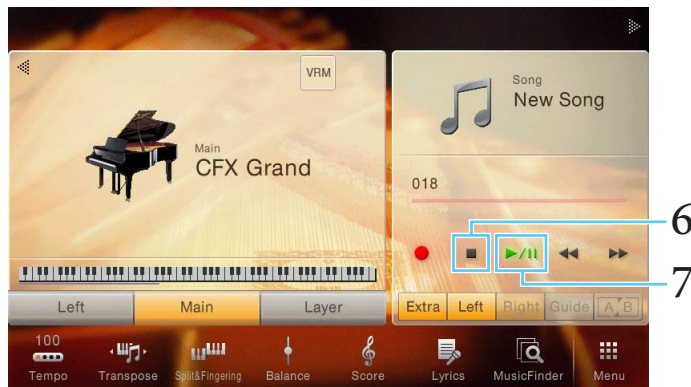 VRM
Main
CFX Grand
Song
New Song
018
6
7
Left Main Layer
Extra Left Right Guide A B
100
Tempo Transpose Split&Fingering Balance Score Lyrics MusicFinder Menu